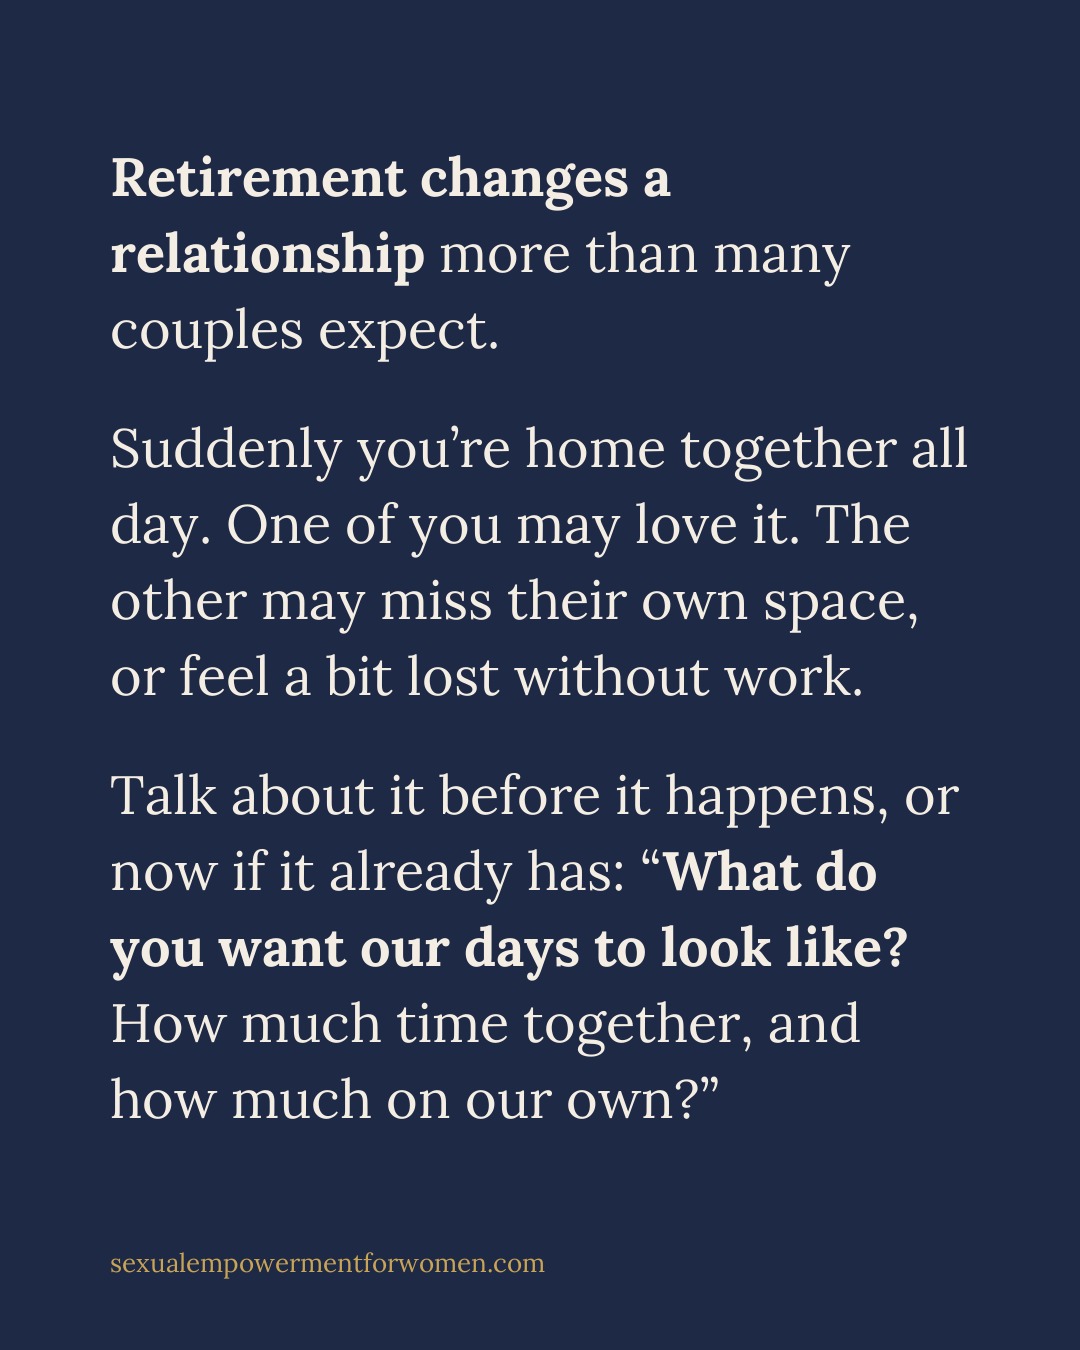 Retirement changes a
relationship more than many
couples expect.
Suddenly you’re home together all
day. One of you may love it. The
other may miss their own space,
or feel a bit lost without work.
Talk about it before it happens, or
now if it already has: “What do
you want our days to look like?
How much time together, and
how much on our own?”
sexualempowermentforwomen.com